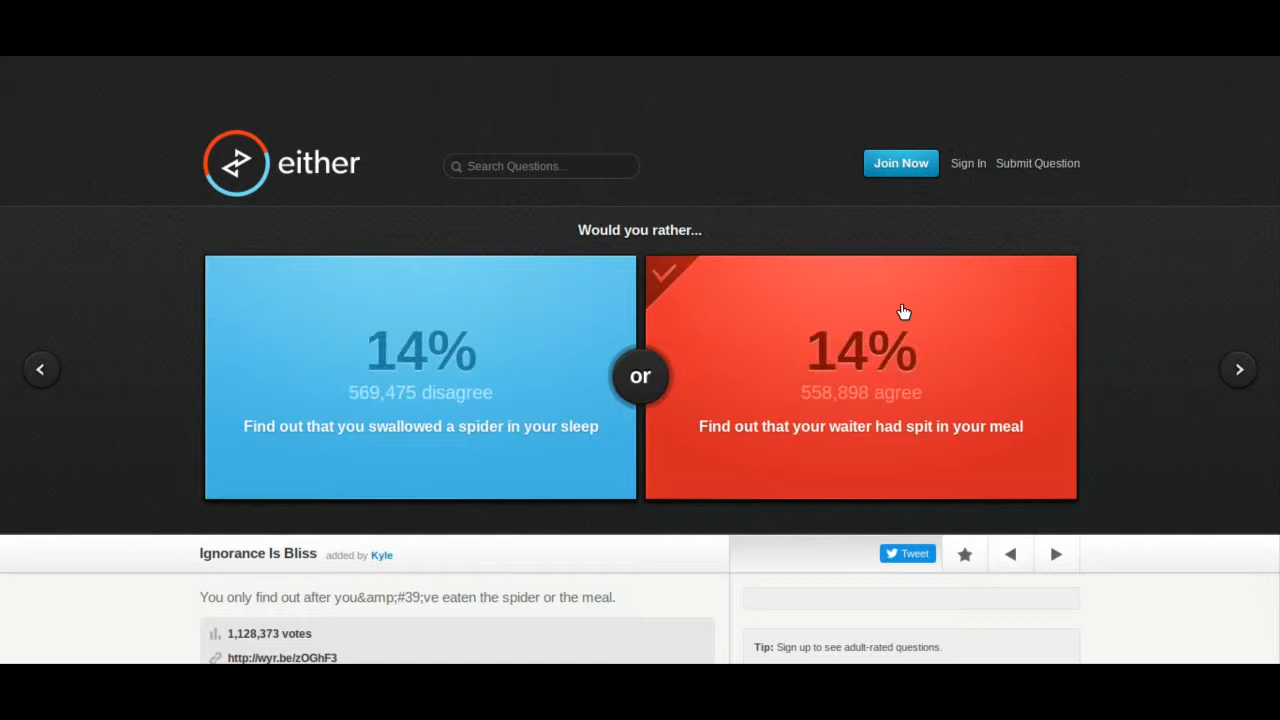 either
Search Questions...
Join Now
Sign In
Submit Question
Would you rather...
14%
569,475 disagree
Find out that you swallowed a spider in your sleep
or
14%
558,898 agree
Find out that your waiter had spit in your meal
Ignorance Is Bliss added by Kyle
Tweet
You only find out after you&amp;#39;ve eaten the spider or the meal.
1,128,373 votes
http://wyr.be/zOGhF3
Tip: Sign up to see adult-rated questions.